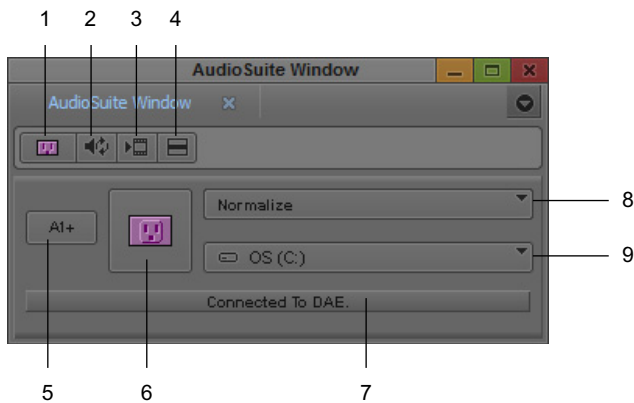 1 2 3 4
AudioSuite Window
AudioSuite Window
Normalize
8
A1+
OS (C:)
9
Connected To DAE.
5 6 7